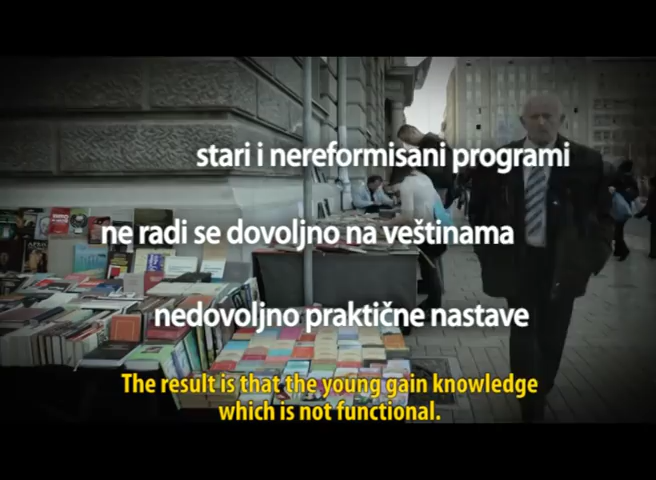 stari i nereformisani programi
ne radi se dovoljno na veštinama
nedovoljno praktične nastave
The result is that the young gain knowledge
which is not functional.